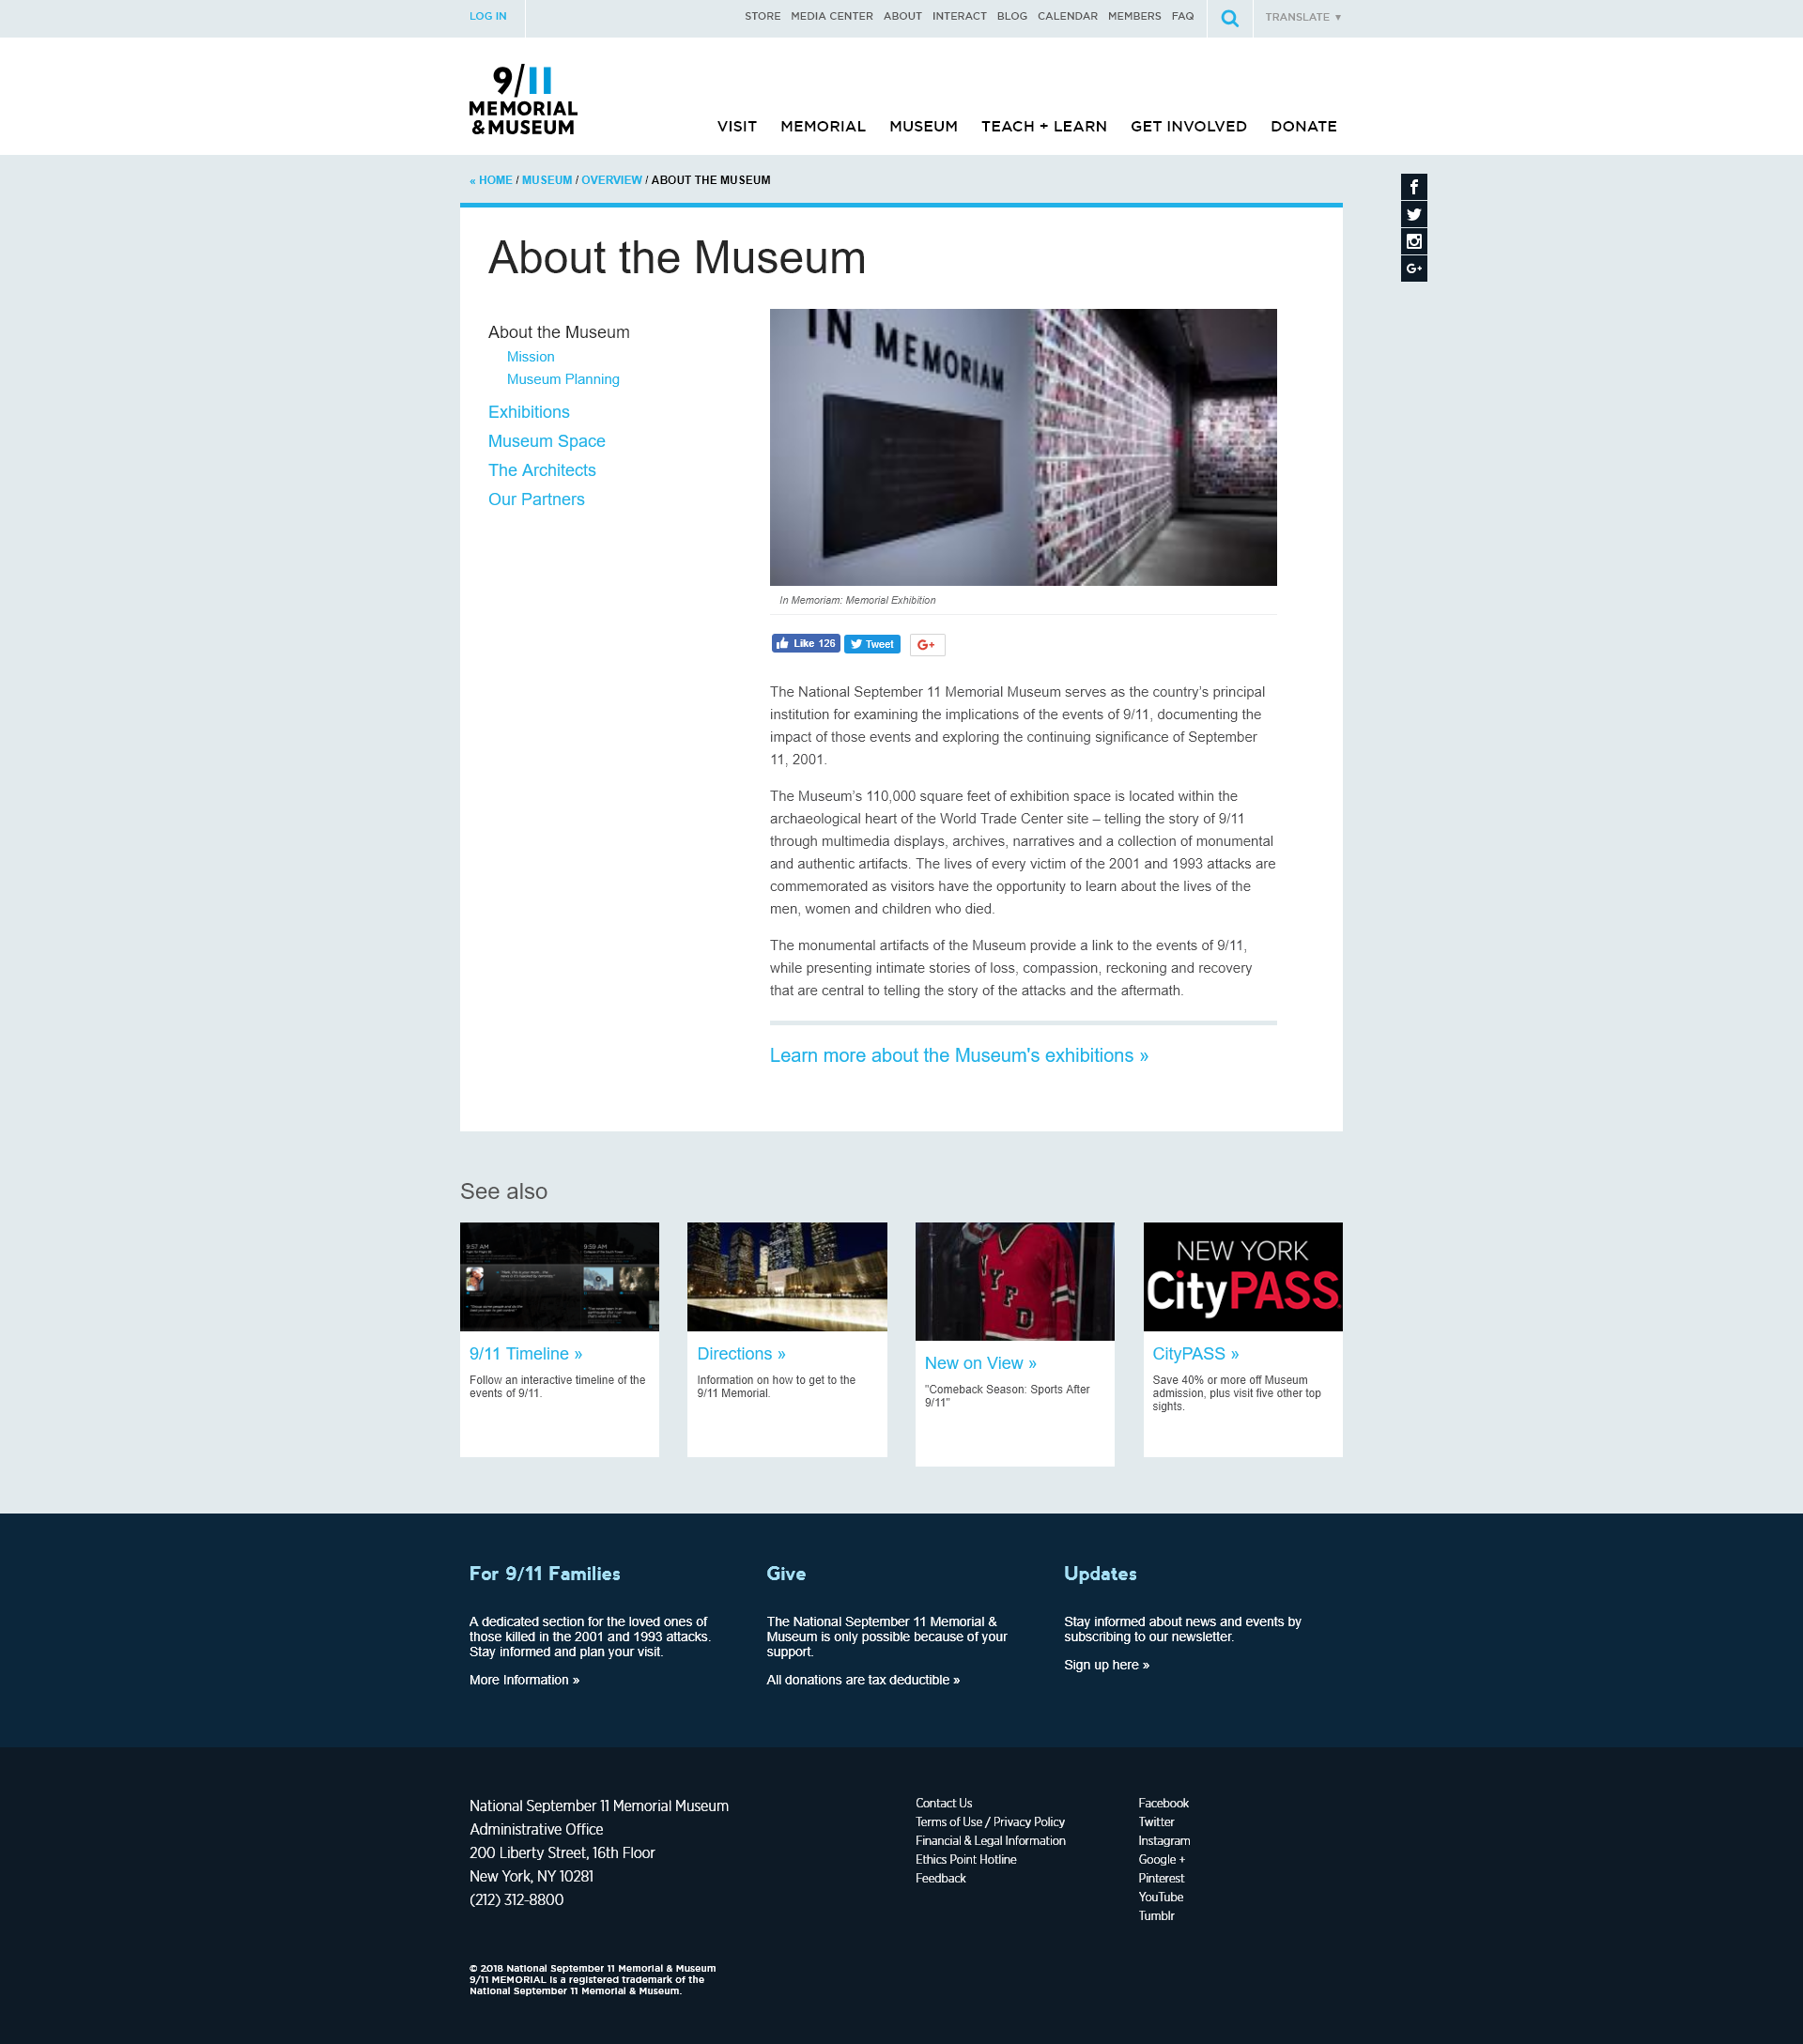 LOG IN
STORE MEDIA CENTER ABOUT INTERACT BLOG CALENDAR MEMBERS FAQ
TRANSLATE ▼
9/11
MEMORIAL
&MUSEUM
VISIT MEMORIAL MUSEUM TEACH + LEARN GET INVOLVED DONATE
« HOME / MUSEUM / OVERVIEW / ABOUT THE MUSEUM
About the Museum
About the Museum
Mission
Museum Planning
Exhibitions
Museum Space
The Architects
Our Partners
IN MEMORIAM
In Memoriam: Memorial Exhibition
Like 126
Tweet
G+
The National September 11 Memorial Museum serves as the country’s principal
institution for examining the implications of the events of 9/11, documenting the
impact of those events and exploring the continuing significance of September
11, 2001.
The Museum’s 110,000 square feet of exhibition space is located within the
archaeological heart of the World Trade Center site – telling the story of 9/11
through multimedia displays, archives, narratives and a collection of monumental
and authentic artifacts. The lives of every victim of the 2001 and 1993 attacks are
commemorated as visitors have the opportunity to learn about the lives of the
men, women and children who died.
The monumental artifacts of the Museum provide a link to the events of 9/11,
while presenting intimate stories of loss, compassion, reckoning and recovery
that are central to telling the story of the attacks and the aftermath.
Learn more about the Museum's exhibitions »
See also
9:57 AM
9:59 AM
9/11 Timeline »
Follow an interactive timeline of the
events of 9/11.
Directions »
Information on how to get to the
9/11 Memorial.
NYFD
New on View »
"Comeback Season: Sports After
9/11"
NEW YORK
CityPASS
CityPASS »
Save 40% or more off Museum
admission, plus visit five other top
sights.
For 9/11 Families
A dedicated section for the loved ones of
those killed in the 2001 and 1993 attacks.
Stay informed and plan your visit.
More Information »
Give
The National September 11 Memorial &
Museum is only possible because of your
support.
All donations are tax deductible »
Updates
Stay informed about news and events by
subscribing to our newsletter.
Sign up here »
National September 11 Memorial Museum
Administrative Office
200 Liberty Street, 16th Floor
New York, NY 10281
(212) 312-8800
Contact Us
Terms of Use / Privacy Policy
Financial & Legal Information
Ethics Point Hotline
Feedback
Facebook
Twitter
Instagram
Google +
Pinterest
YouTube
Tumblr
© 2018 National September 11 Memorial & Museum
9/11 MEMORIAL is a registered trademark of the
National September 11 Memorial & Museum.